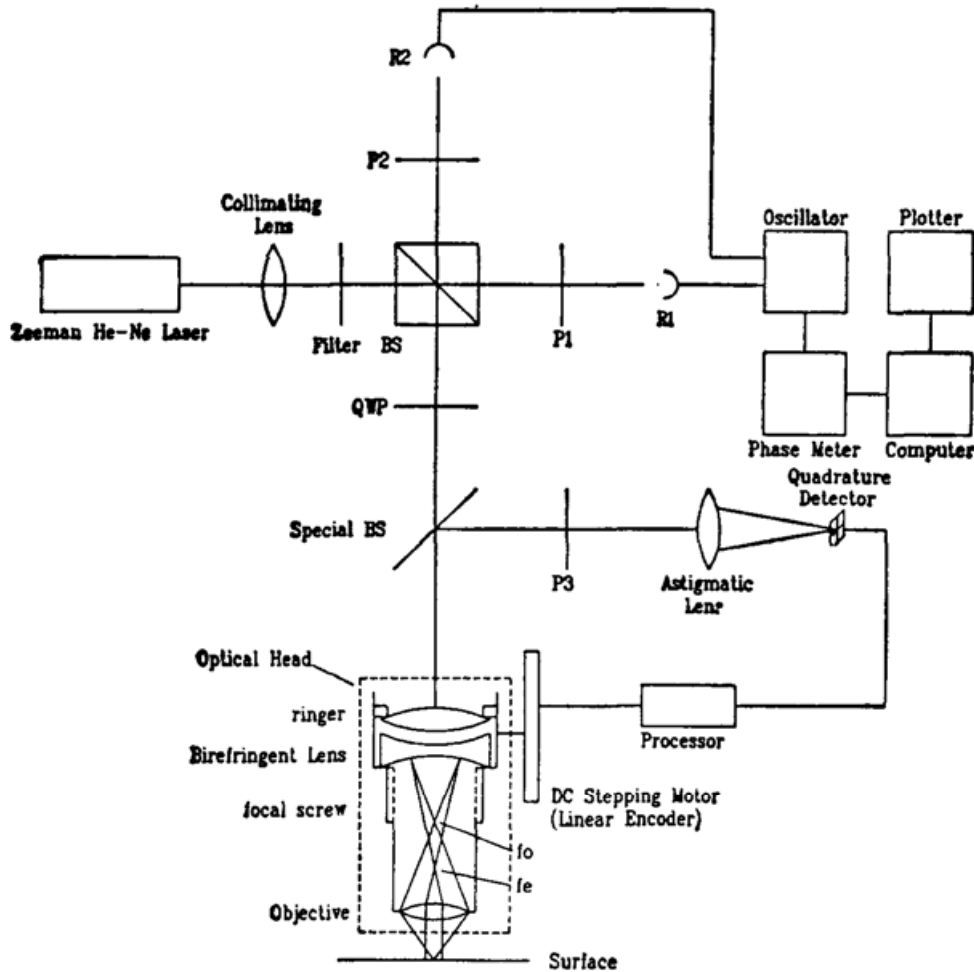 R2
P2
Collimating
Lens
Oscillator
Plotter
Zeeman He-Ne Laser
Filter
BS
P1
R1
QWP
Phase Meter
Computer
Quadrature
Detector
Special BS
P3
Astigmatic
Lens
Optical Head
ringer
Birefringent Lens
focal screw
Processor
DC Stepping Motor
(Linear Encoder)
fo
fe
Objective
Surface